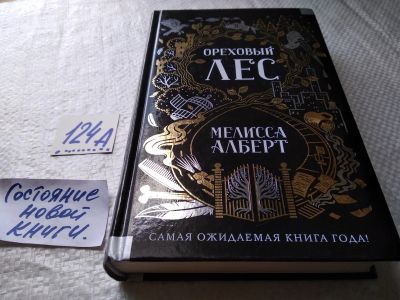 ОРЕХОВЫЙ
ЛЕС
МЕЛИССА
АЛБЕРТ
САМАЯ ОЖИДАЕМАЯ КНИГА ГОДА!
124А
Состояние
новой
книги.